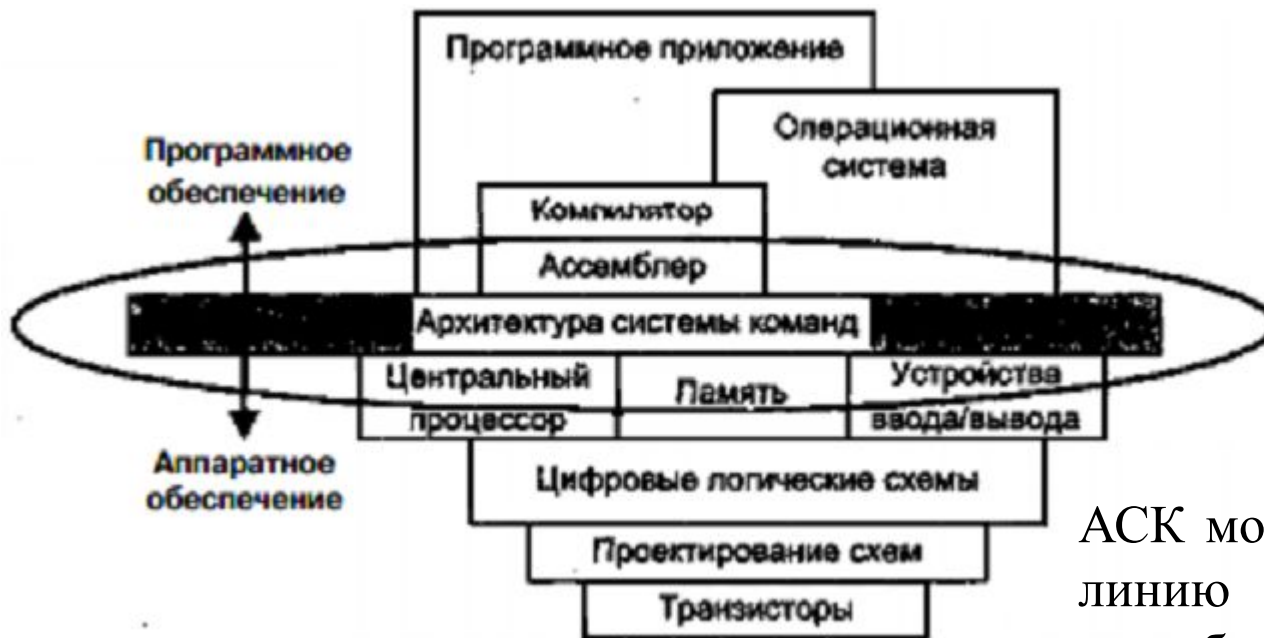 Программное приложение
Операционная
система
Программное
обеспечение
Компилятор
Ассемблер
Архитектура системы команд
Центральный
процессор
Память
Устройства
ввода/вывода
Аппаратное
обеспечение
Цифровые логические схемы
Проектирование схем
Транзисторы
АСК мо
линию